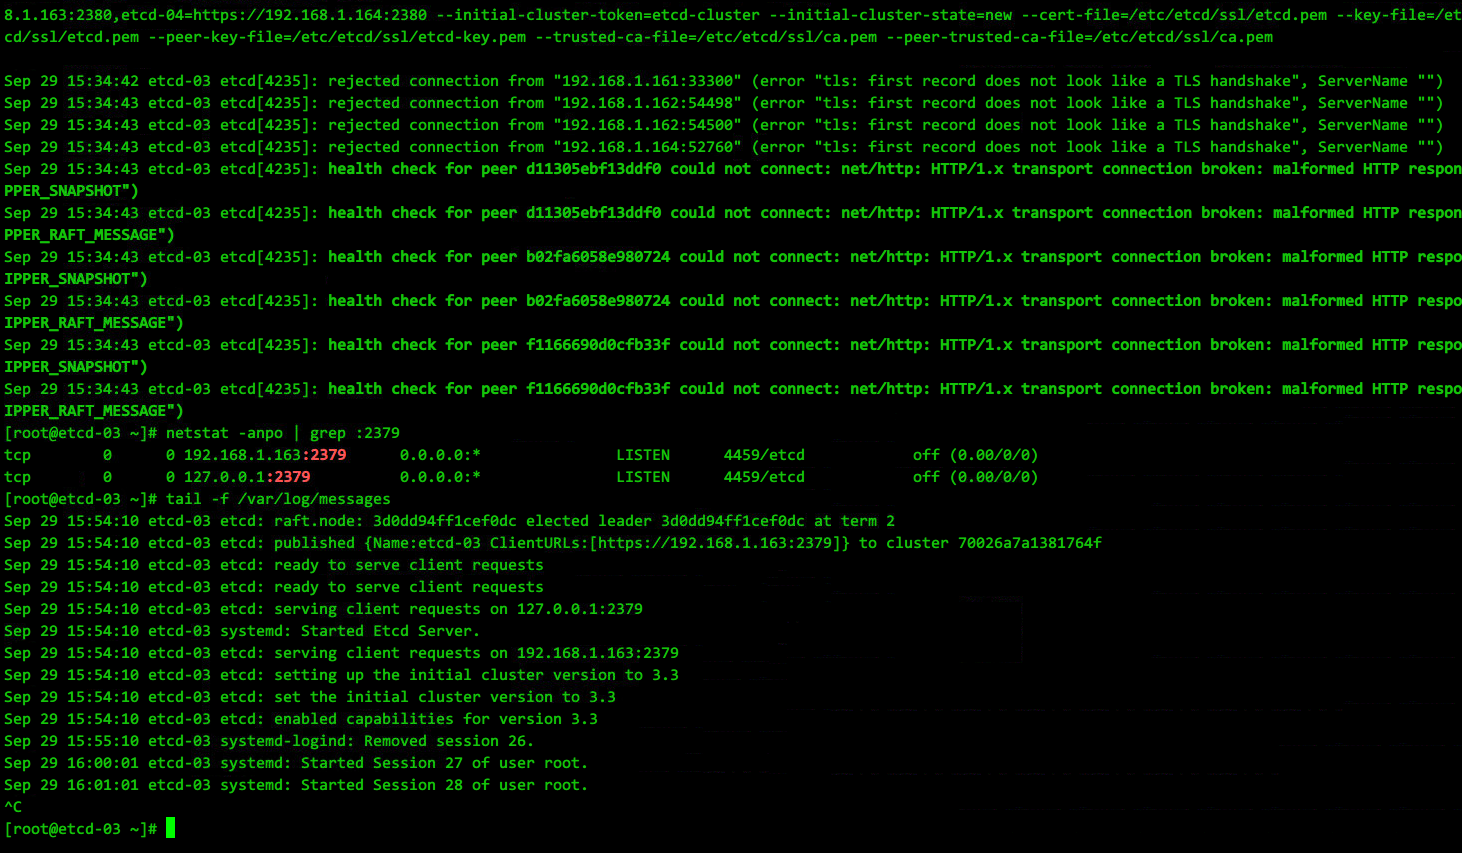 8.1.163:2380,etcd-04=https://192.168.1.164:2380 --initial-cluster-token=etcd-cluster --initial-cluster-state=new --cert-file=/etc/etcd/ssl/etcd.pem --key-file=/et
cd/ssl/etcd.pem --peer-key-file=/etc/etcd/ssl/etcd-key.pem --trusted-ca-file=/etc/etcd/ssl/ca.pem --peer-trusted-ca-file=/etc/etcd/ssl/ca.pem
Sep 29 15:34:42 etcd-03 etcd[4235]: rejected connection from "192.168.1.161:33300" (error "tls: first record does not look like a TLS handshake", ServerName "")
Sep 29 15:34:43 etcd-03 etcd[4235]: rejected connection from "192.168.1.162:54498" (error "tls: first record does not look like a TLS handshake", ServerName "")
Sep 29 15:34:43 etcd-03 etcd[4235]: rejected connection from "192.168.1.162:54500" (error "tls: first record does not look like a TLS handshake", ServerName "")
Sep 29 15:34:43 etcd-03 etcd[4235]: rejected connection from "192.168.1.164:52760" (error "tls: first record does not look like a TLS handshake", ServerName "")
Sep 29 15:34:43 etcd-03 etcd[4235]: health check for peer d11305ebf13ddf0 could not connect: net/http: HTTP/1.x transport connection broken: malformed HTTP respon
PPER_SNAPSHOT")
Sep 29 15:34:43 etcd-03 etcd[4235]: health check for peer d11305ebf13ddf0 could not connect: net/http: HTTP/1.x transport connection broken: malformed HTTP respon
PPER_RAFT_MESSAGE")
Sep 29 15:34:43 etcd-03 etcd[4235]: health check for peer b02fa6058e980724 could not connect: net/http: HTTP/1.x transport connection broken: malformed HTTP respo
IPPER_SNAPSHOT")
Sep 29 15:34:43 etcd-03 etcd[4235]: health check for peer b02fa6058e980724 could not connect: net/http: HTTP/1.x transport connection broken: malformed HTTP respo
IPPER_RAFT_MESSAGE")
Sep 29 15:34:43 etcd-03 etcd[4235]: health check for peer f1166690d0cfb33f could not connect: net/http: HTTP/1.x transport connection broken: malformed HTTP respo
IPPER_SNAPSHOT")
Sep 29 15:34:43 etcd-03 etcd[4235]: health check for peer f1166690d0cfb33f could not connect: net/http: HTTP/1.x transport connection broken: malformed HTTP respo
IPPER_RAFT_MESSAGE")
[root@etcd-03 ~]# netstat -anpo | grep :2379
tcp        0      0 192.168.1.163:2379      0.0.0.0:*               LISTEN      4459/etcd            off (0.00/0/0)
tcp        0      0 127.0.0.1:2379          0.0.0.0:*               LISTEN      4459/etcd            off (0.00/0/0)
[root@etcd-03 ~]# tail -f /var/log/messages
Sep 29 15:54:10 etcd-03 etcd: raft.node: 3d0dd94ff1cef0dc elected leader 3d0dd94ff1cef0dc at term 2
Sep 29 15:54:10 etcd-03 etcd: published {Name:etcd-03 ClientURLs:[https://192.168.1.163:2379]} to cluster 70026a7a1381764f
Sep 29 15:54:10 etcd-03 etcd: ready to serve client requests
Sep 29 15:54:10 etcd-03 etcd: ready to serve client requests
Sep 29 15:54:10 etcd-03 etcd: serving client requests on 127.0.0.1:2379
Sep 29 15:54:10 etcd-03 systemd: Started Etcd Server.
Sep 29 15:54:10 etcd-03 etcd: serving client requests on 192.168.1.163:2379
Sep 29 15:54:10 etcd-03 etcd: setting up the initial cluster version to 3.3
Sep 29 15:54:10 etcd-03 etcd: set the initial cluster version to 3.3
Sep 29 15:54:10 etcd-03 etcd: enabled capabilities for version 3.3
Sep 29 15:55:10 etcd-03 systemd-logind: Removed session 26.
Sep 29 16:00:01 etcd-03 systemd: Started Session 27 of user root.
Sep 29 16:01:01 etcd-03 systemd: Started Session 28 of user root.
^C
[root@etcd-03 ~]#